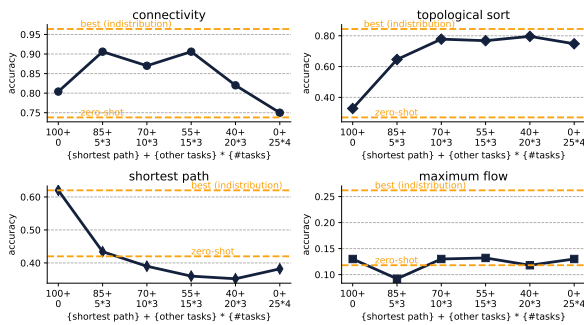 connectivity
best (indistribution)
zero-shot
accuracy
0.95
0.90
0.85
0.80
0.75
100+ 85+ 70+ 55+ 40+ 0+
0 5*3 10*3 15*3 20*3 25*4
{shortest path} + {other tasks} * {#tasks}
topological sort
best (indistribution)
zero-shot
accuracy
0.80
0.60
0.40
100+ 85+ 70+ 55+ 40+ 0+
0 5*3 10*3 15*3 20*3 25*4
{shortest path} + {other tasks} * {#tasks}
shortest path
best (indistribution)
zero-shot
accuracy
0.60
0.40
100+ 85+ 70+ 55+ 40+ 0+
0 5*3 10*3 15*3 20*3 25*4
{shortest path} + {other tasks} * {#tasks}
maximum flow
best (indistribution)
zero-shot
accuracy
0.25
0.20
0.15
0.10
100+ 85+ 70+ 55+ 40+ 0+
0 5*3 10*3 15*3 20*3 25*4
{shortest path} + {other tasks} * {#tasks}